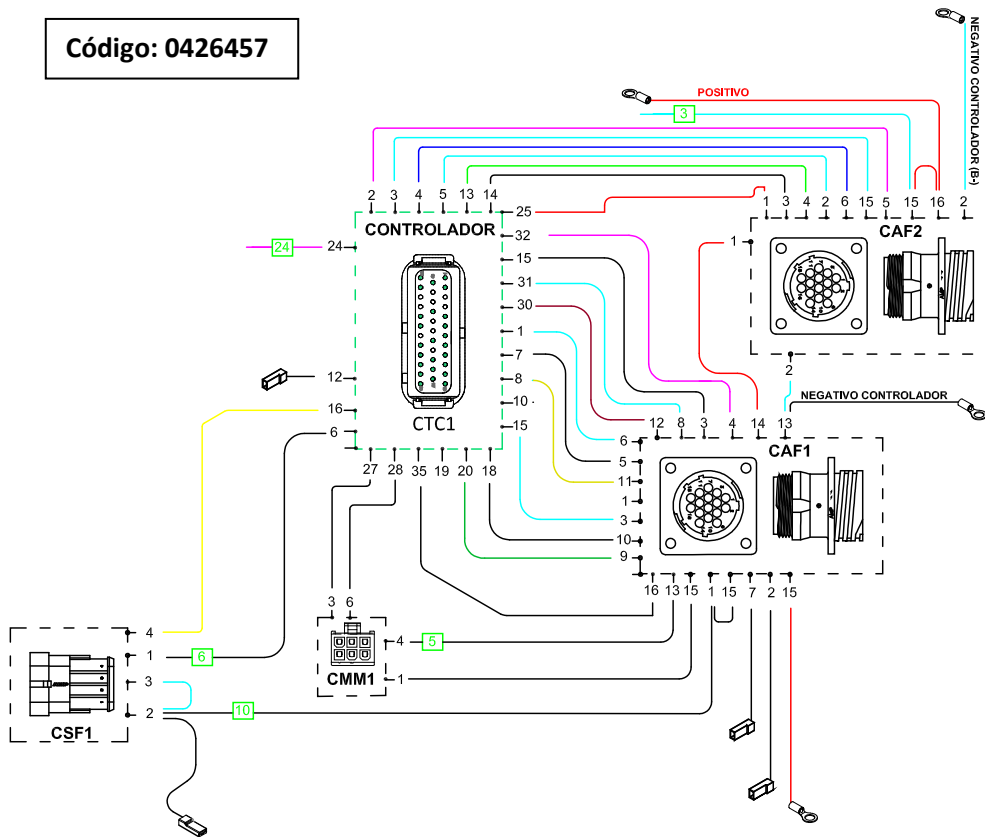 Código: 0426457
NEGATIVO CONTROLADOR (B-)
POSITIVO
3
2 3 4 5 13 14
1 3 4 2 6 15 5 15 16 2
25
CONTROLADOR
CAF2
24
24
32
1
15
31
30
1
2
7
12
8
NEGATIVO CONTROLADOR
16
10
CTC1
15
12 8 3 4 14 13
6
6
CAF1
27 28 35 19 20 18
5
11
1
3
10
9
16 13 15 1 15 7 2 15
3 6
4
4
5
1
6
CMM1
1
3
2
10
CSF1